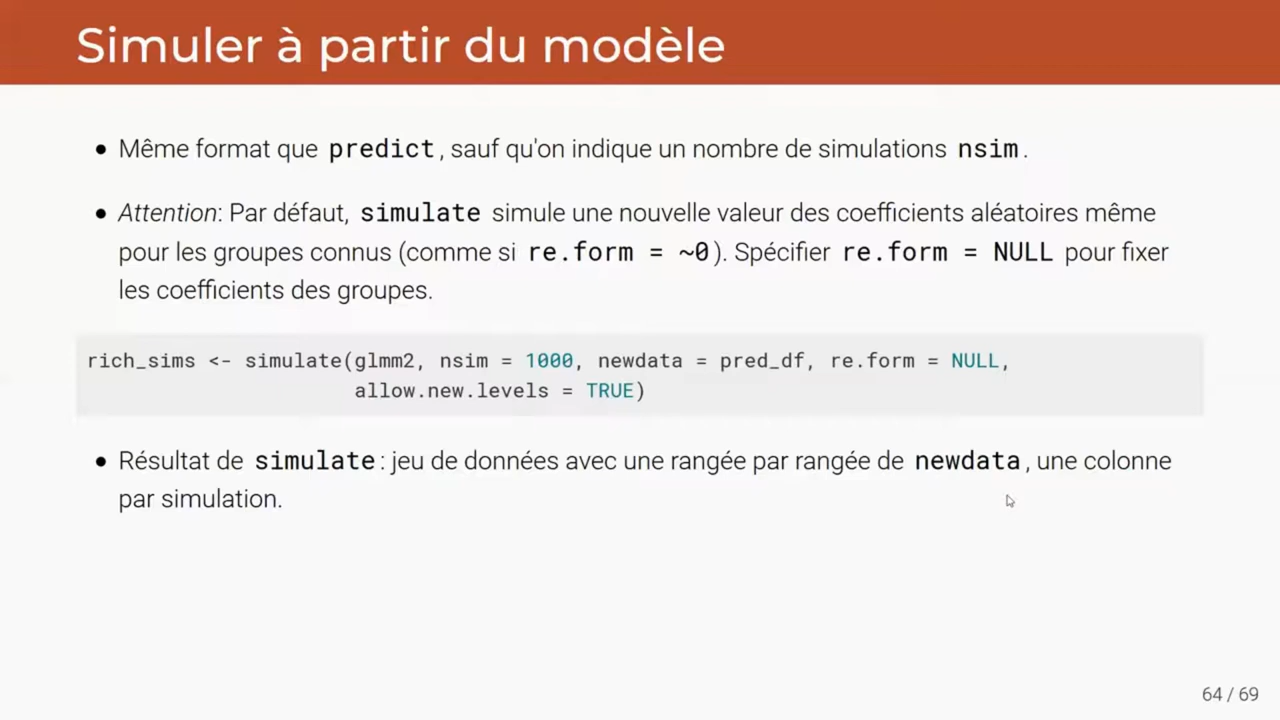 Simuler à partir du modèle
• Même format que predict, sauf qu'on indique un nombre de simulations nsim.
• Attention: Par défaut, simulate simule une nouvelle valeur des coefficients aléatoires même
pour les groupes connus (comme si re.form = ~0). Spécifier re.form = NULL pour fixer
les coefficients des groupes.
rich_sims <- simulate(glmm2, nsim = 1000, newdata = pred_df, re.form = NULL,
allow.new.levels = TRUE)
• Résultat de simulate: jeu de données avec une rangée par rangée de newdata, une colonne
par simulation.
64 / 69